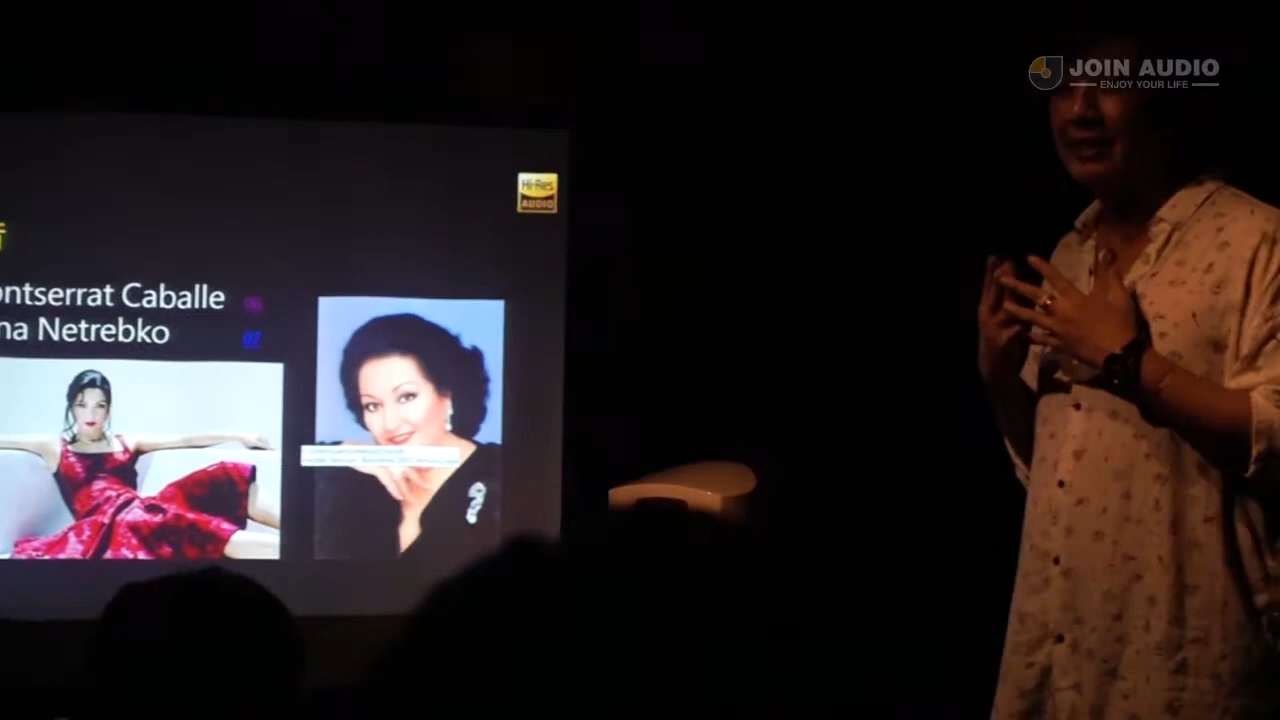 JOIN AUDIO
ENJOY YOUR LIFE
Hi-Res
AUDIO
ontserrat Caballe 06
na Netrebko 07